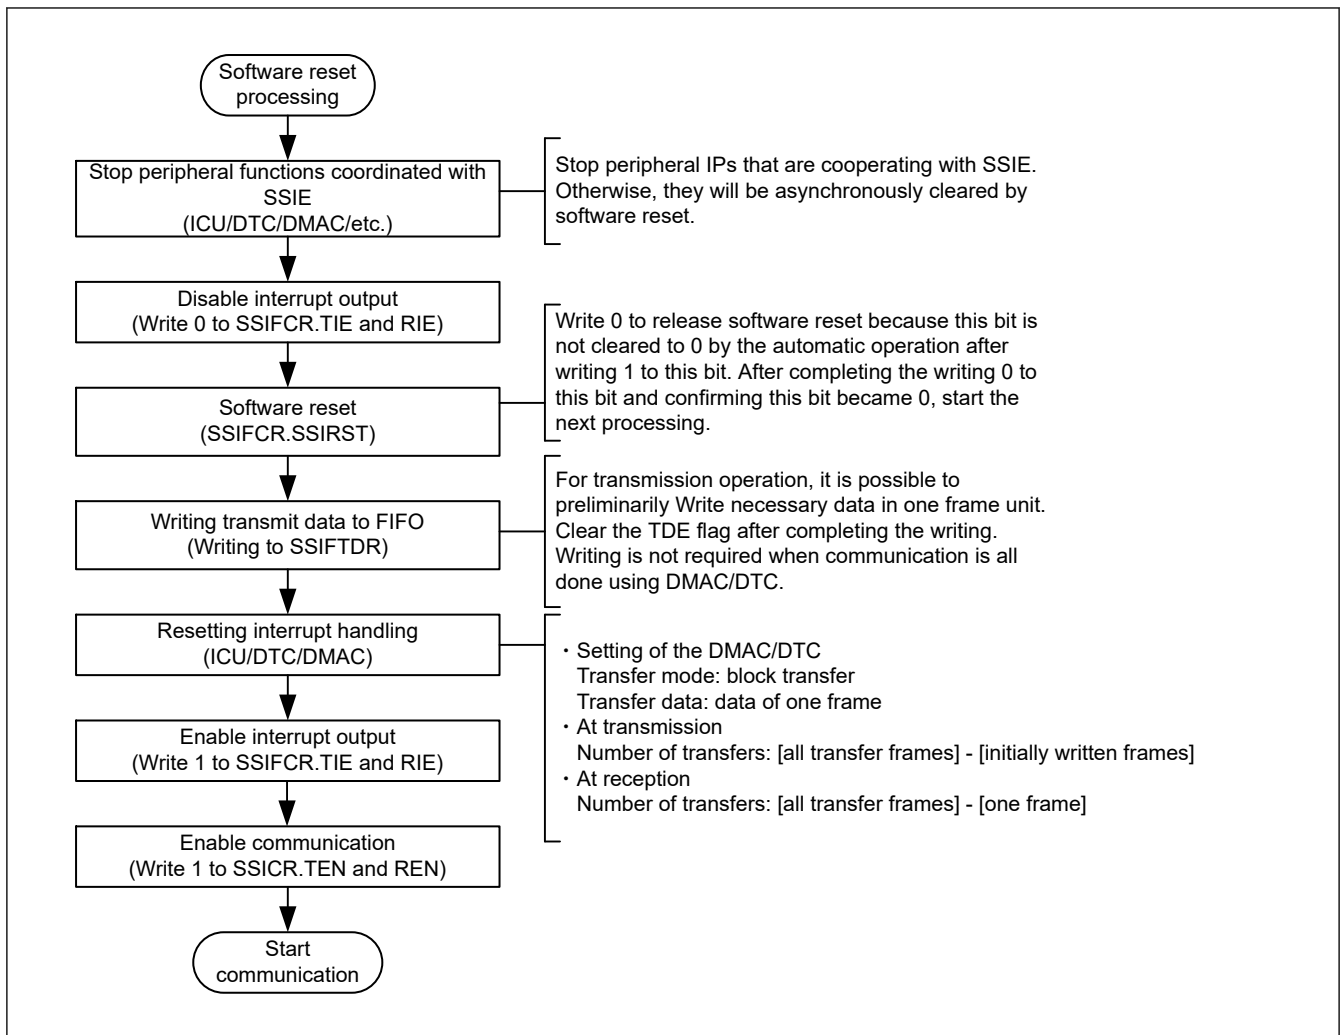 Software reset
processing
Stop peripheral functions coordinated with
SSIE
(ICU/DTC/DMAC/etc.)
Stop peripheral IPs that are cooperating with SSIE.
Otherwise, they will be asynchronously cleared by
software reset.
Disable interrupt output
(Write 0 to SSIFCR.TIE and RIE)
Software reset
(SSIFCR.SSIRST)
Write 0 to release software reset because this bit is
not cleared to 0 by the automatic operation after
writing 1 to this bit. After completing the writing 0 to
this bit and confirming this bit became 0, start the
next processing.
Writing transmit data to FIFO
(Writing to SSIFTDR)
For transmission operation, it is possible to
preliminarily Write necessary data in one frame unit.
Clear the TDE flag after completing the writing.
Writing is not required when communication is all
done using DMAC/DTC.
Resetting interrupt handling
(ICU/DTC/DMAC)
・Setting of the DMAC/DTC
Transfer mode: block transfer
Transfer data: data of one frame
・At transmission
Number of transfers: [all transfer frames] - [initially written frames]
・At reception
Number of transfers: [all transfer frames] - [one frame]
Enable interrupt output
(Write 1 to SSIFCR.TIE and RIE)
Enable communication
(Write 1 to SSICR.TEN and REN)
Start
communication